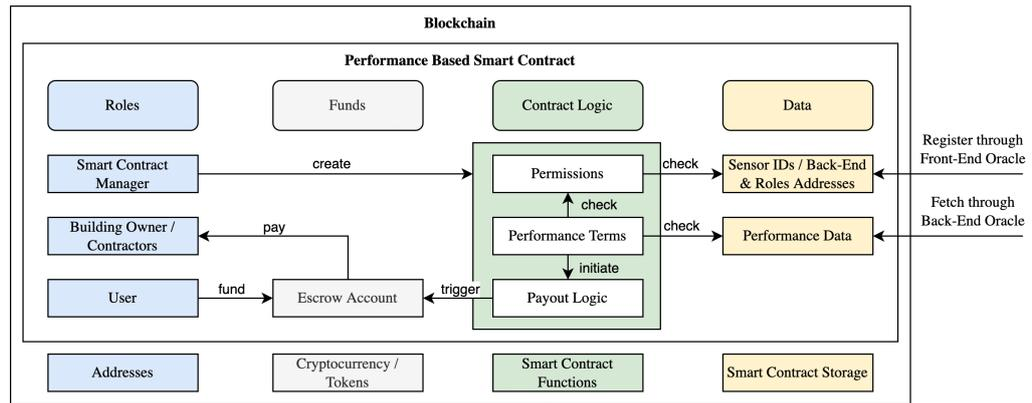 Blockchain
Performance Based Smart Contract
Roles
Funds
Contract Logic
Data
Register through
Front-End Oracle
Smart Contract
Manager
create
Permissions
check
Sensor IDs / Back-End
& Roles Addresses
check
Fetch through
Back-End Oracle
Building Owner /
Contractors
pay
Performance Terms
check
Performance Data
initiate
User
fund
Escrow Account
trigger
Payout Logic
Addresses
Cryptocurrency /
Tokens
Smart Contract
Functions
Smart Contract Storage